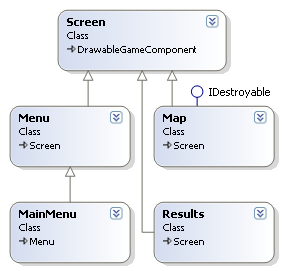 Screen
Class
DrawableGameComponent
IDestroyable
Menu
Class
Screen
Map
Class
Screen
MainMenu
Class
Menu
Results
Class
Screen